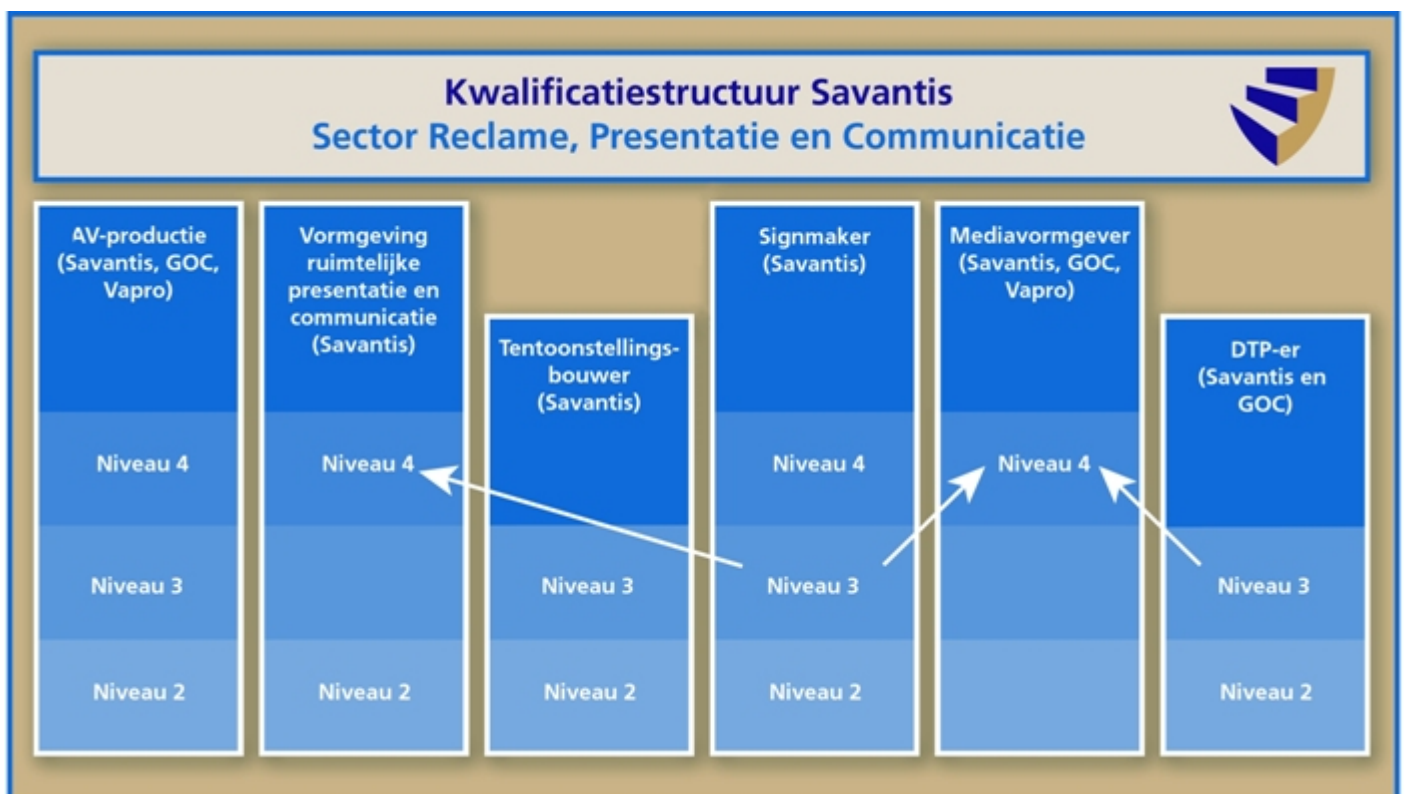 Kwalificatiestructuur Savantis
Sector Reclame, Presentatie en Communicatie
AV-productie
(Savantis, GOC,
Vapro)
Niveau 4
Niveau 3
Niveau 2
Vormgeving
ruimtelijke
presentatie en
communicatie
(Savantis)
Niveau 4
Niveau 2
Tentoonstellings-
bouwer
(Savantis)
Niveau 3
Niveau 2
Signmaker
(Savantis)
Niveau 4
Niveau 3
Niveau 2
Mediavormgever
(Savantis, GOC,
Vapro)
Niveau 4
DTP-er
(Savantis en
GOC)
Niveau 3
Niveau 2